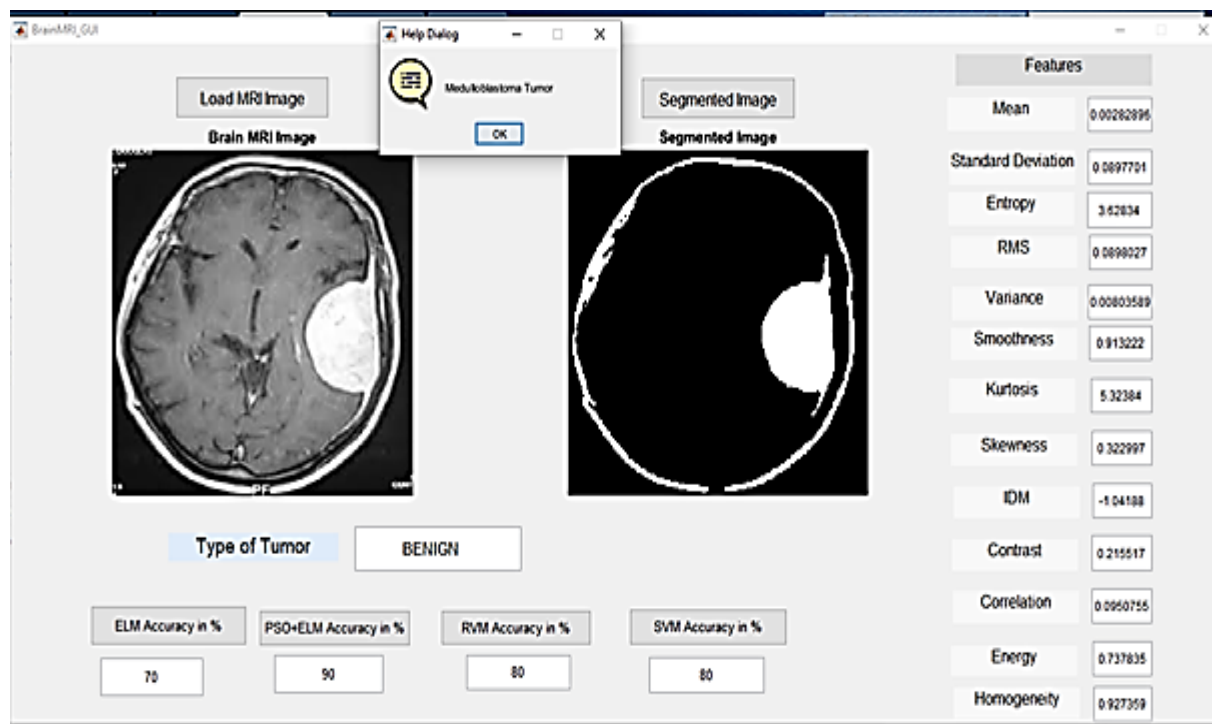 BrainMRI_GUI
Help Dialog
Medulloblastoma Tumor
OK
Load MRI Image
Segmented Image
Brain MRI Image
Segmented Image
Features
Mean 0.00282896
Standard Deviation 0.0897701
Entropy 3.62834
RMS 0.0898027
Variance 0.00803589
Smoothness 0.913222
Kurtosis 5.32384
Skewness 0.322997
IDM -1.04188
Contrast 0.215517
Correlation 0.0950755
Energy 0.737835
Homogeneity 0.927359
PF
Type of Tumor BENIGN
ELM Accuracy in % PSO+ELM Accuracy in % RVM Accuracy in % SVM Accuracy in %
70 90 80 80